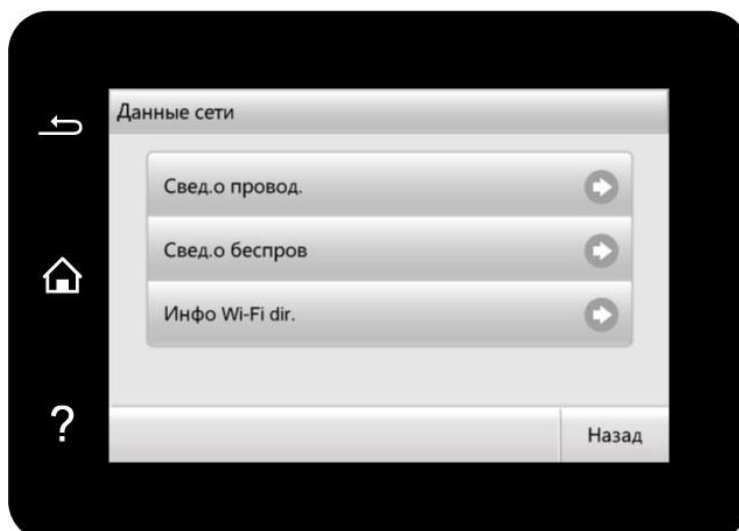 Данные сети
Свед.о провод.
Свед.о беспров
Инфо Wi-Fi dir.
?
Назад